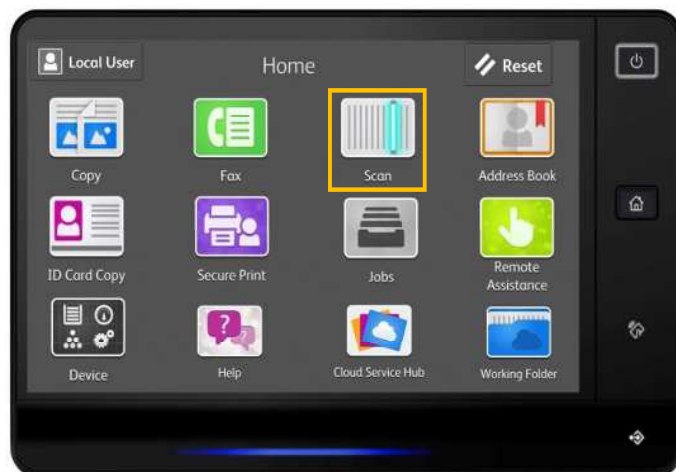 Local User
Home
Reset
Copy
Fax
Scan
Address Book
ID Card Copy
Secure Print
Jobs
Remote
Assistance
Device
?
Help
Cloud Service Hub
Working Folder